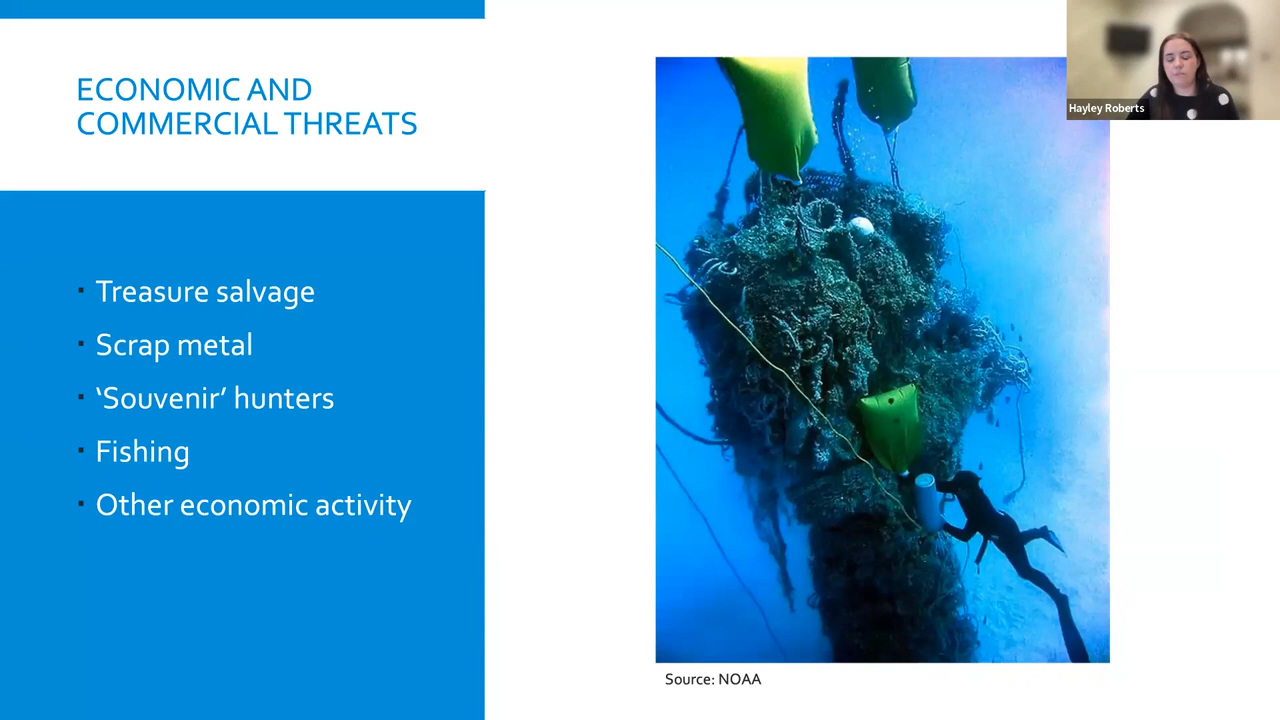 ECONOMIC AND
COMMERCIAL THREATS
Treasure salvage
Scrap metal
‘Souvenir’ hunters
Fishing
Other economic activity
Hayley Roberts
Source: NOAA